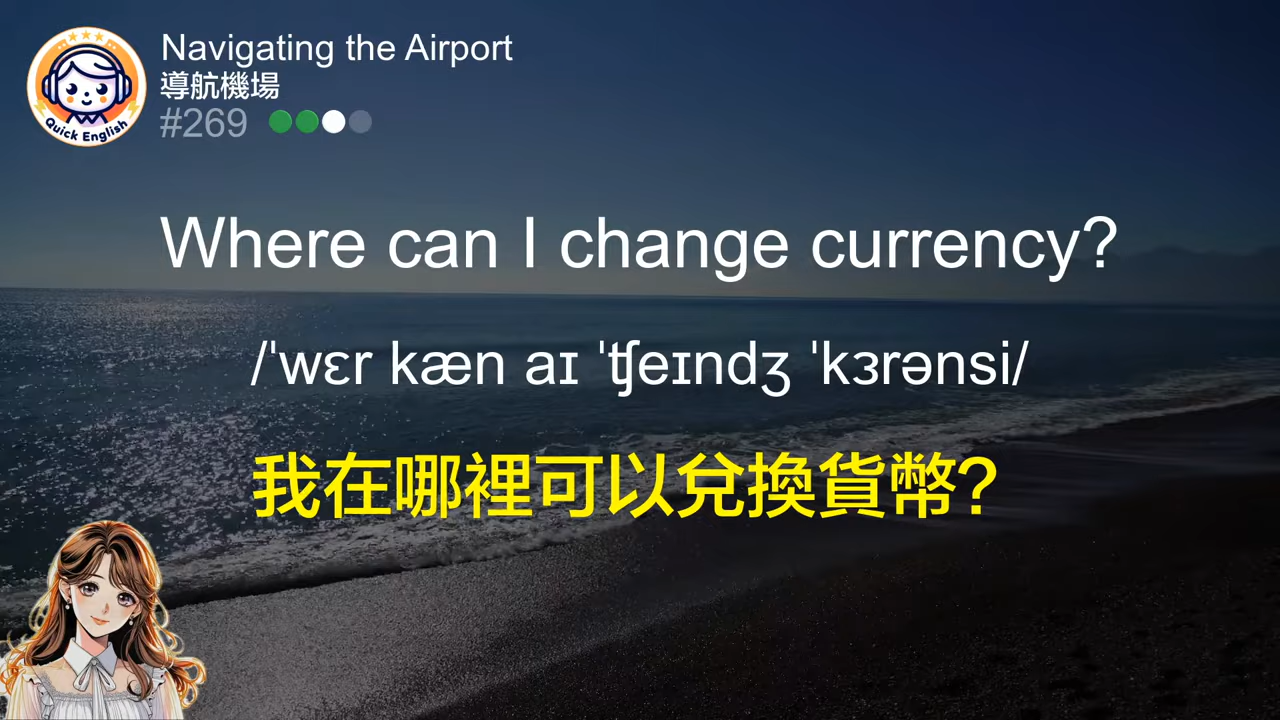 Navigating the Airport
導航機場
#269
Quick English
Where can I change currency?
/ˈwɛr kæn aɪ ˈʧeɪndʒ ˈkɜrənsi/
我在哪裡可以兌換貨幣?